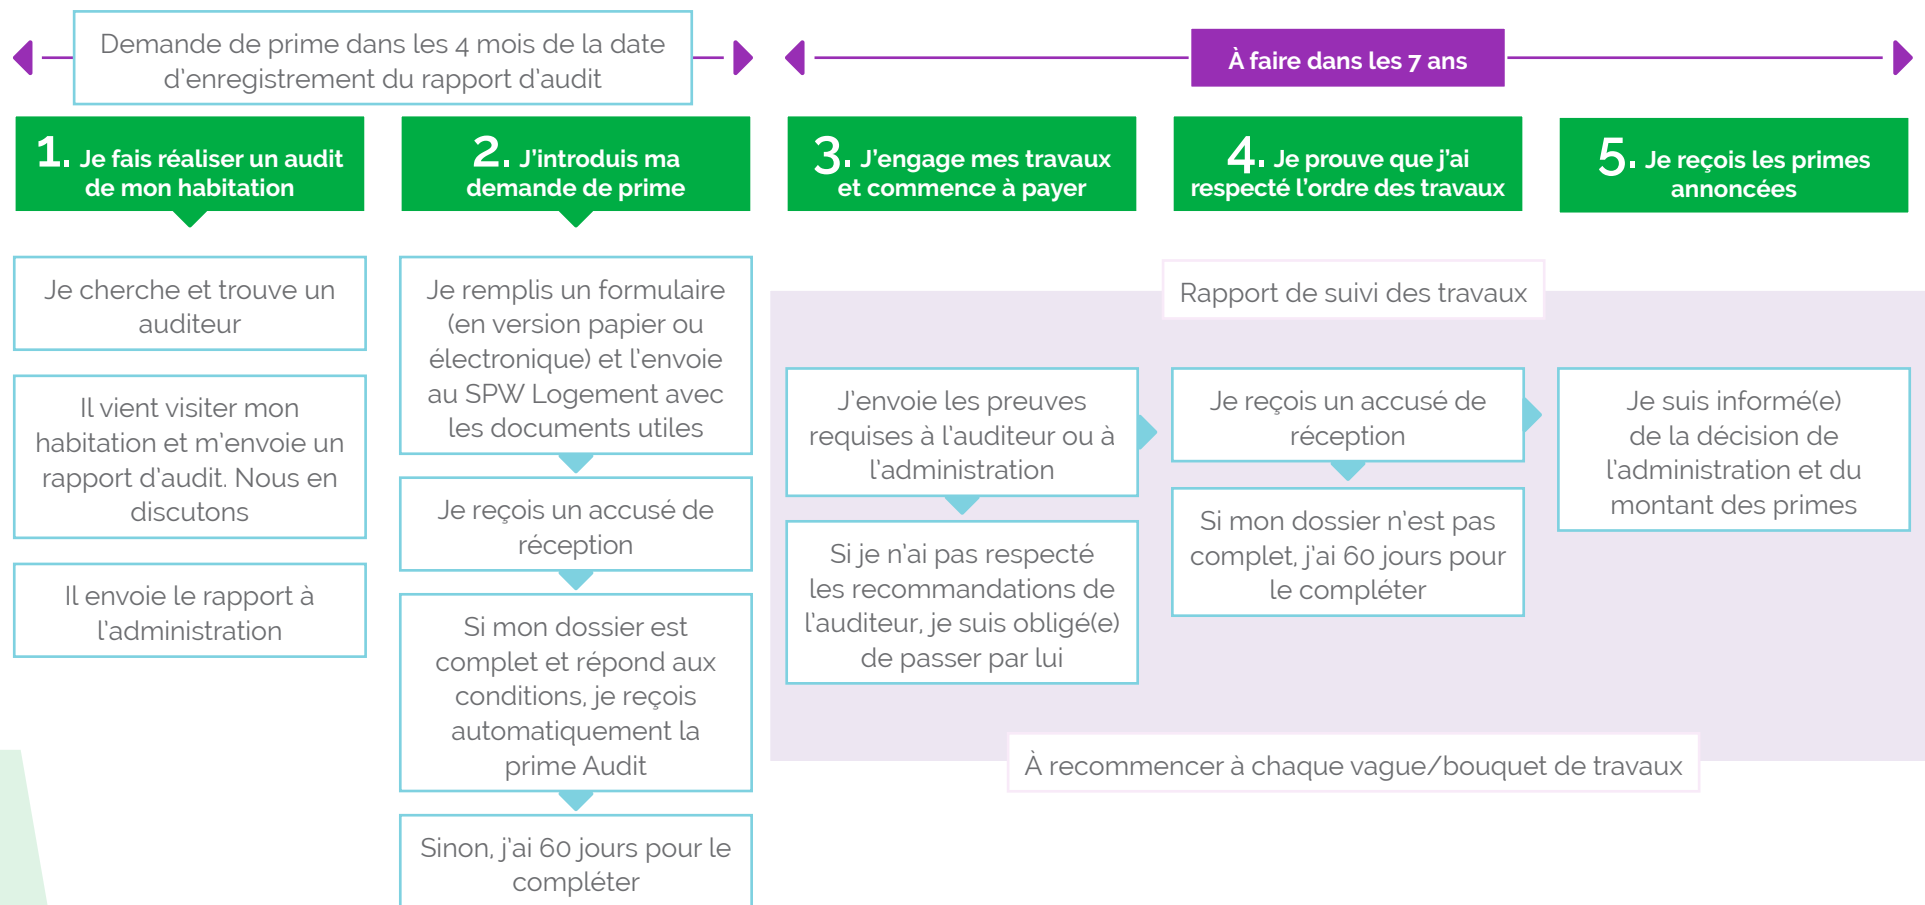 Demande de prime dans les 4 mois de la date
d'enregistrement du rapport d'audit
À faire dans les 7 ans
1. Je fais réaliser un audit
de mon habitation
2. J'introduis ma
demande de prime
3. J'engage mes travaux
et commence à payer
4. Je prouve que j'ai
respecté l'ordre des travaux
5. Je reçois les primes
annoncées
Je cherche et trouve un
auditeur
Il vient visiter mon
habitation et m'envoie un
rapport d'audit. Nous en
discutons
Il envoie le rapport à
l'administration
Je remplis un formulaire
(en version papier ou
électronique) et l'envoie
au SPW Logement avec
les documents utiles
Je reçois un accusé de
réception
Si mon dossier est
complet et répond aux
conditions, je reçois
automatiquement la
prime Audit
Sinon, j'ai 60 jours pour le
compléter
Rapport de suivi des travaux
J'envoie les preuves
requises à l'auditeur ou à
l'administration
Si je n'ai pas respecté
les recommandations de
l'auditeur, je suis obligé(e)
de passer par lui
Je reçois un accusé de
réception
Si mon dossier n'est pas
complet, j'ai 60 jours pour
le compléter
Je suis informé(e)
de la décision de
l'administration et du
montant des primes
À recommencer à chaque vague/bouquet de travaux